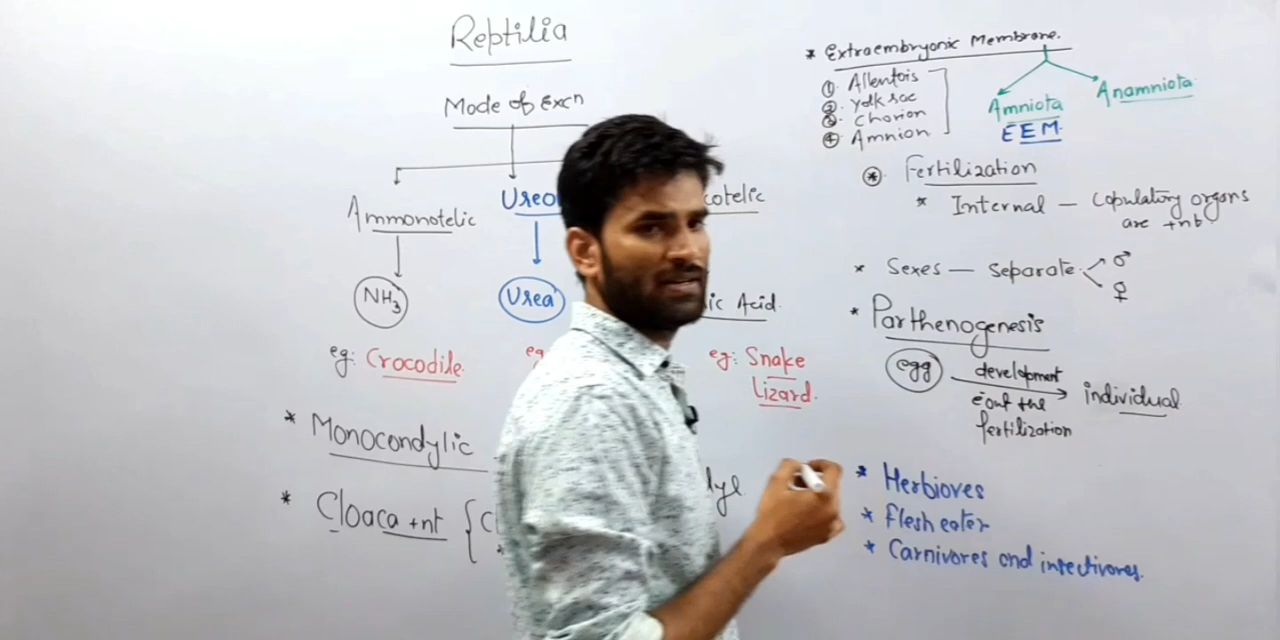 Reptilia
Mode of Excn
Ammonotelic
Ureo
cotelic
NH3
Urea
ic Acid.
eg: Crocodile.
eg
eg: Snake
Lizard.
* Monocondylic
dyl.
* Cloaca +nt { C
* Extraembryonic Membrane.
① Allentois
② Yolk sac
③ Chorion
④ Amnion
Amniota
EEM.
Anamniota
* Fertilization
* Internal — Copulatory organs
are +nt.
* Sexes — separate ♂
♀
* Parthenogenesis
egg development individual
c̄out the
fertilization
* Herbiores
* Flesh eater
* Carnivores and insectivores.